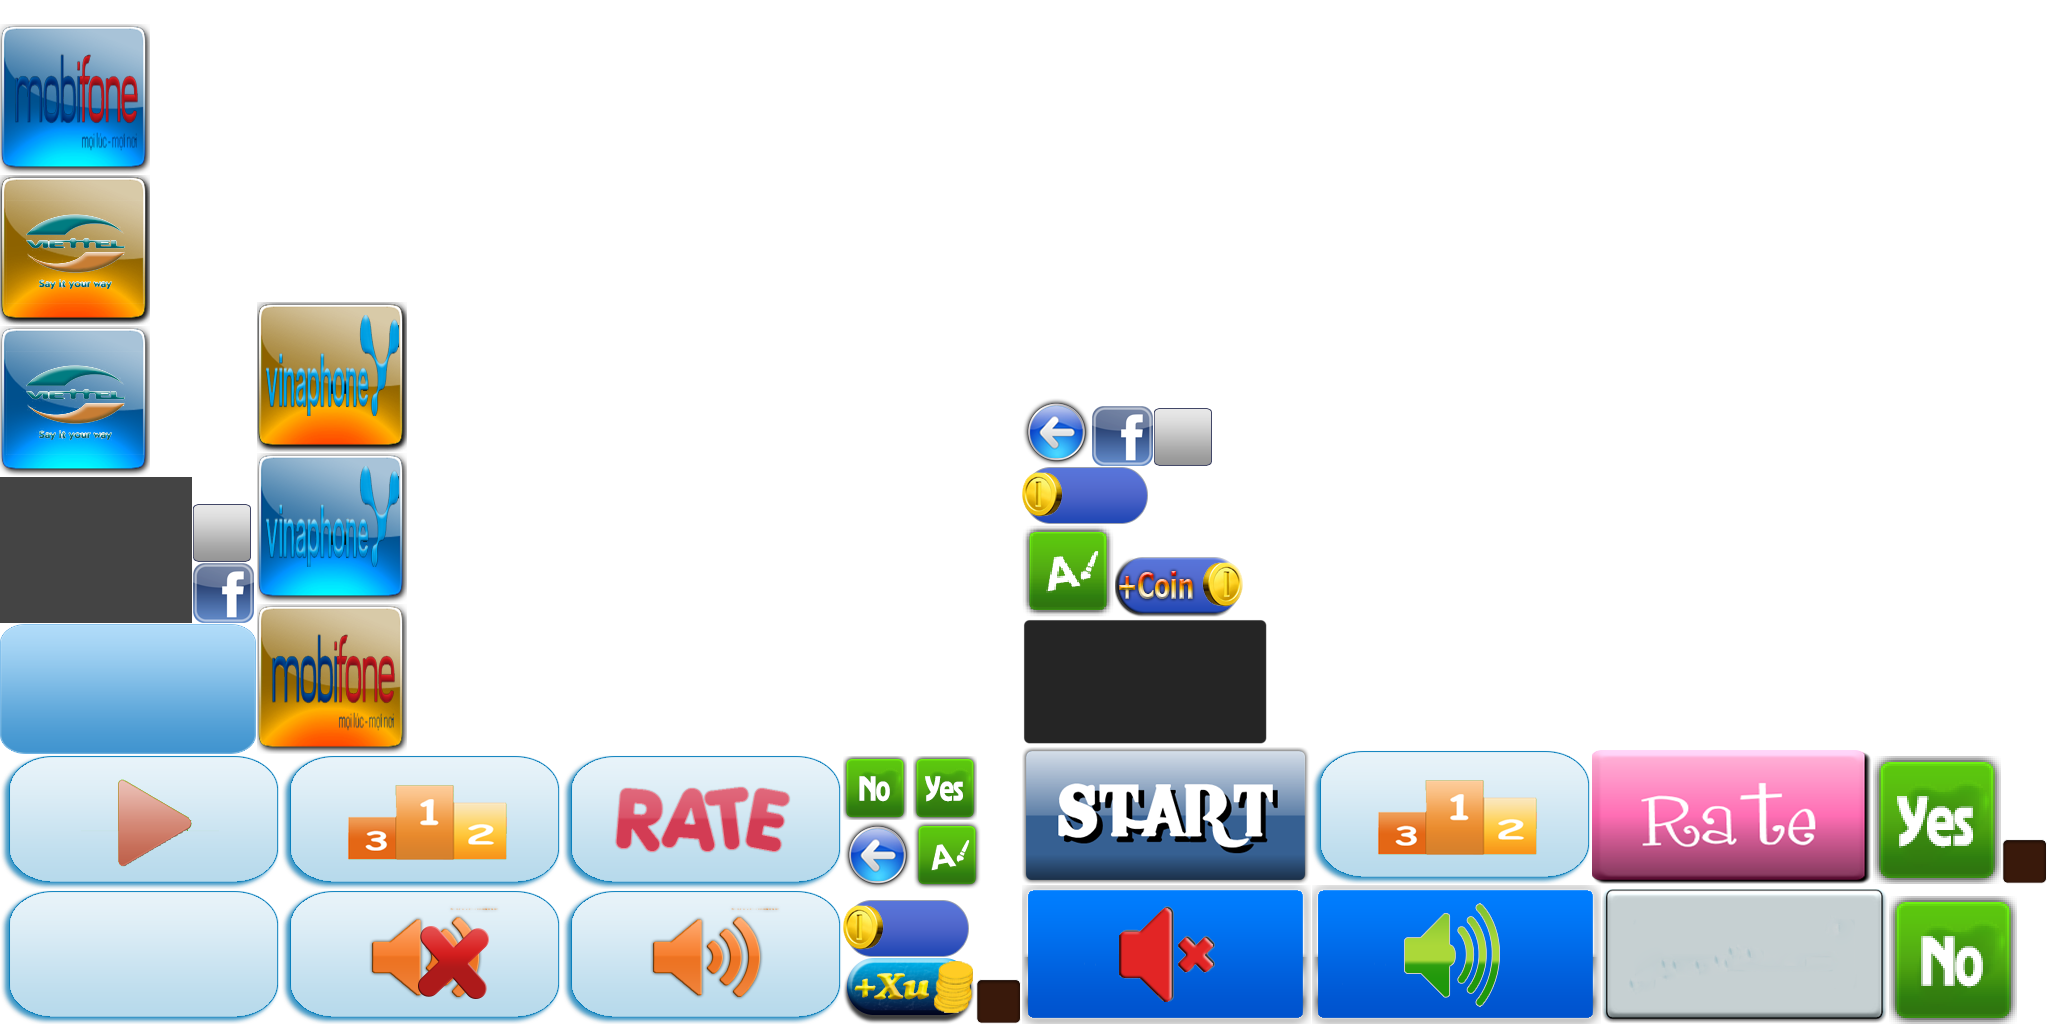 mobifone
mọi lúc - mọi nơi
VIETTEL
Say it your way
VIETTEL
Say it your way
vinaphone
vinaphone
mobifone
mọi lúc - mọi nơi
f
f
A
+Coin
3 1 2
RATE
No
Yes
A
+Xu
START
3 1 2
Rate
Yes
No